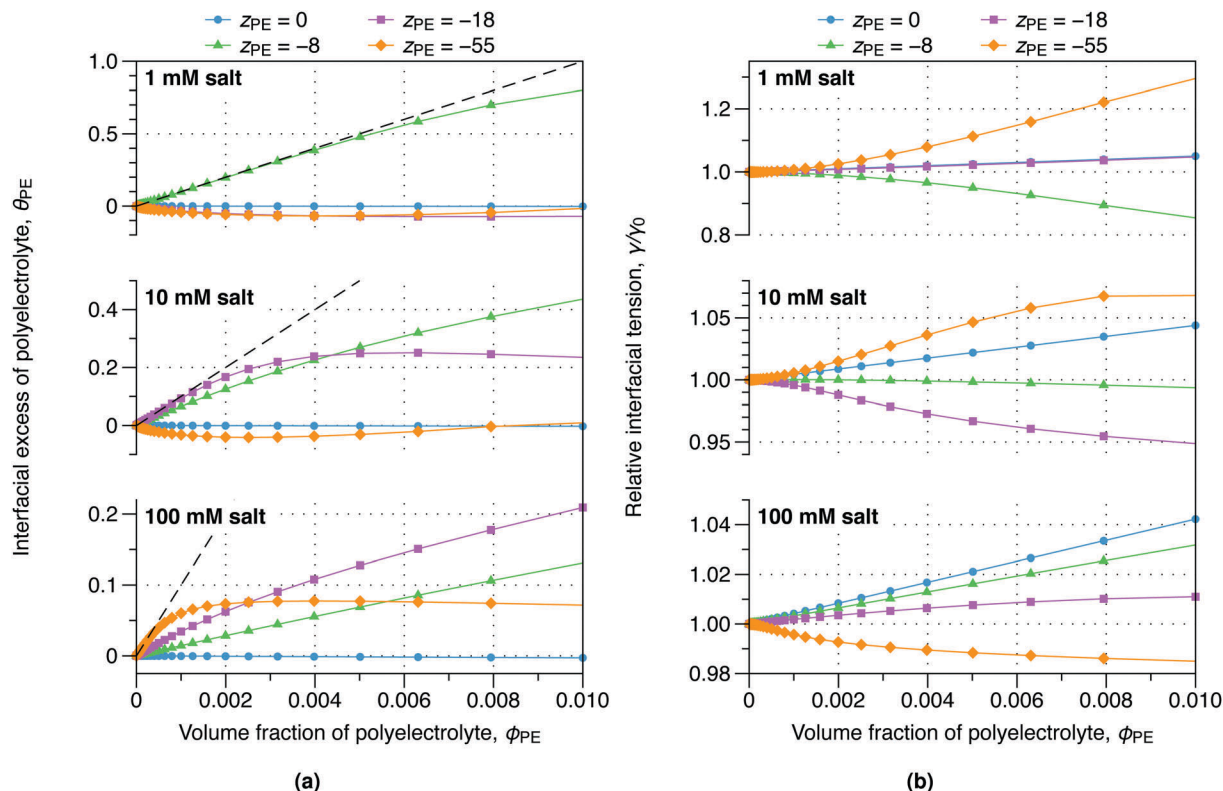 z_PE = 0
z_PE = −18
z_PE = −8
z_PE = −55
1 mM salt
1.0
0.5
0
10 mM salt
0.4
0.2
0
100 mM salt
0.2
0.1
0
0
0.002
0.004
0.006
0.008
0.010
Interfacial excess of polyelectrolyte, θ_PE
Volume fraction of polyelectrolyte, ϕ_PE
(a)
z_PE = 0
z_PE = −18
z_PE = −8
z_PE = −55
1 mM salt
1.2
1.0
0.8
10 mM salt
1.05
1.00
0.95
100 mM salt
1.04
1.02
1.00
0.98
0
0.002
0.004
0.006
0.008
0.010
Relative interfacial tension, γ/γ₀
Volume fraction of polyelectrolyte, ϕ_PE
(b)